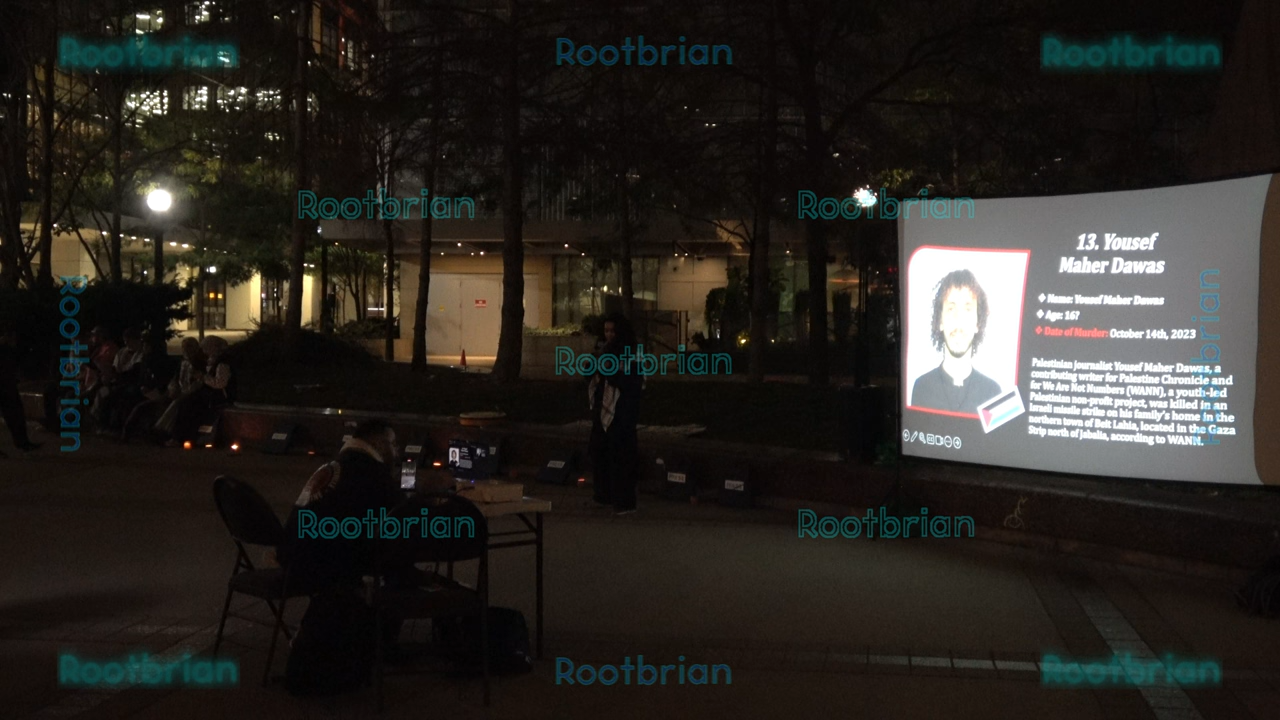 Rootbrian
Rootbrian
Rootbrian
Rootbrian
Rootbrian
13. Yousef
Maher Dawas
❖ Name: Yousef Maher Dawas
❖ Age: 16?
❖ Date of Murder: October 14th, 2023
Palestinian journalist Yousef Maher Dawas, a
contributing writer for Palestine Chronicle and
for We Are Not Numbers (WANN), a youth-led
Palestinian non-profit project, was killed in an
Israeli missile strike on his family's home in the
northern town of Beit Lahia, located in the Gaza
Strip north of Jabalia, according to WANN.
Rootbrian
Rootbrian
Rootbrian
Rootbrian
Rootbrian
Rootbrian
Rootbrian
Rootbrian